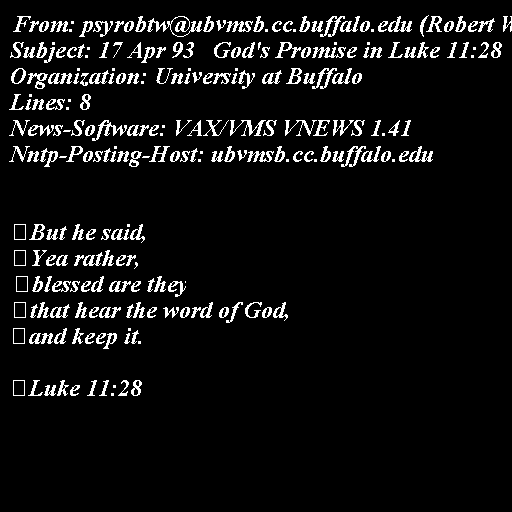 From: psyrobtw@ubvmsb.cc.buffalo.edu (Robert
Subject: 17 Apr 93   God's Promise in Luke 11:28
Organization: University at Buffalo
Lines: 8
News-Software: VAX/VMS VNEWS 1.41
Nntp-Posting-Host: ubvmsb.cc.buffalo.edu

But he said,
Yea rather,
blessed are they
that hear the word of God,
and keep it.

Luke 11:28